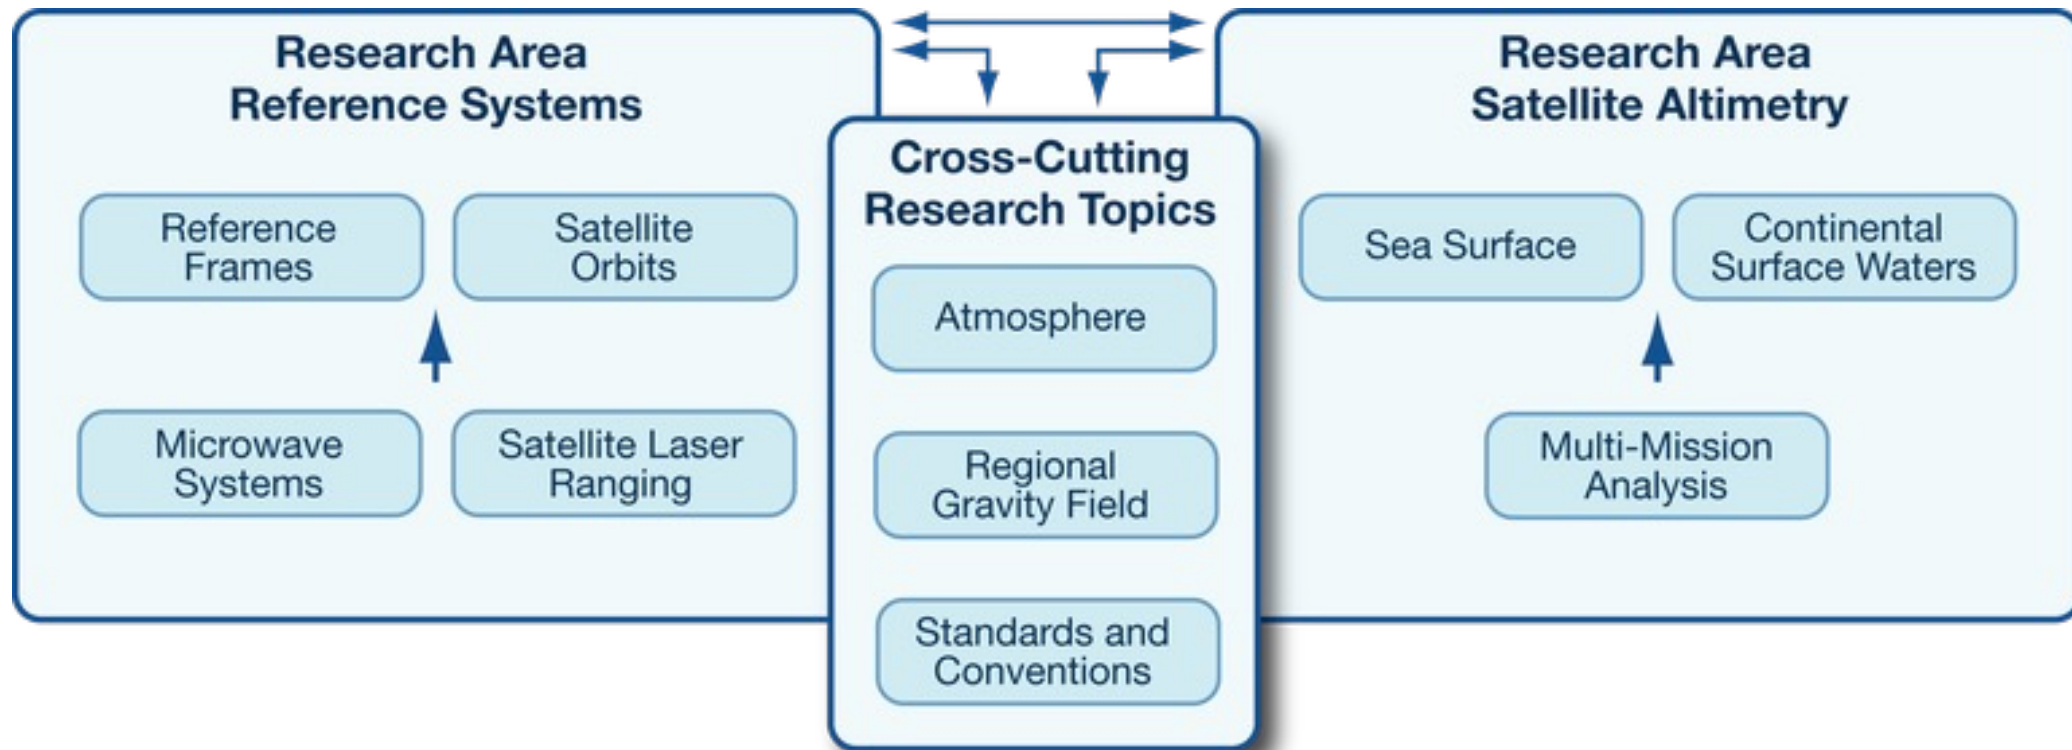 Research Area
Reference Systems
Reference
Frames
Satellite
Orbits
Microwave
Systems
Satellite Laser
Ranging
Cross-Cutting
Research Topics
Atmosphere
Regional
Gravity Field
Standards and
Conventions
Research Area
Satellite Altimetry
Sea Surface
Continental
Surface Waters
Multi-Mission
Analysis